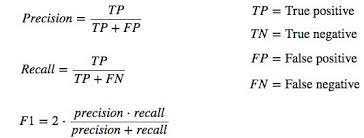 Precision = TP / TP + FP
Recall = TP / TP + FN
F1 = 2 · precision · recall / precision + recall
TP = True positive
TN = True negative
FP = False positive
FN = False negative